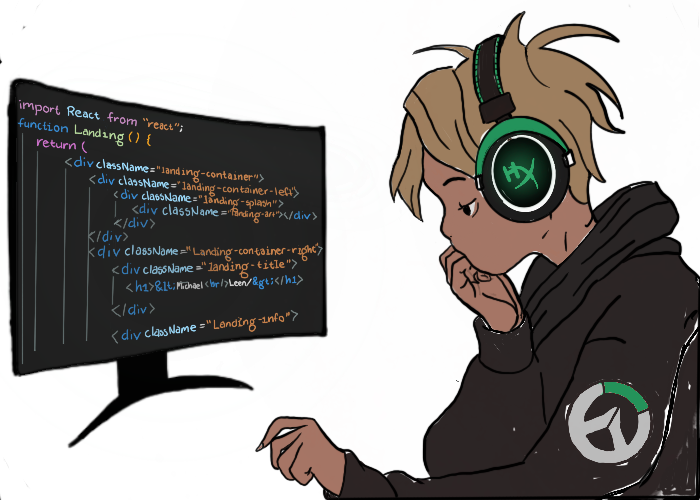 import React from "react";
function Landing () {
return (
<div className="landing-container">
<div className="landing-container-left">
<div className="landing-splash">
<div className="landing-art"></div>
</div>
</div>
<div className="Landing-container-right">
<div className="landing-title">
<h1>&lt;Michael <br/>Leen/&gt;</h1>
</div>
<div className="Landing-info">
HX